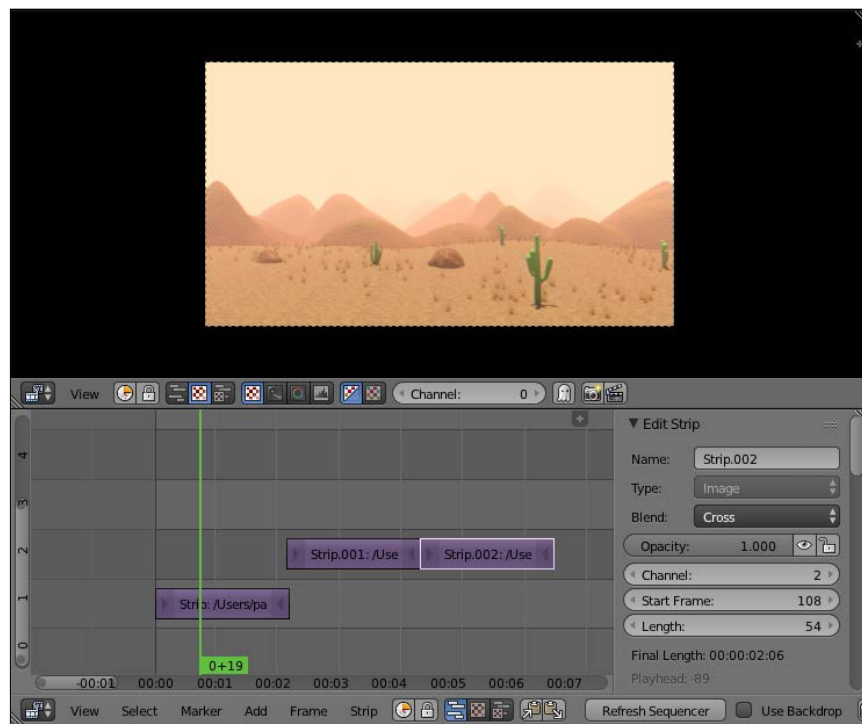 View
Channel: 0
4
3
2
1
0
Strip.001: /Use
Strip.002: /Use
Strip: /Users/pa
0+19
-00:01 00:00 00:01 00:02 00:03 00:04 00:05 00:06 00:07
View Select Marker Add Frame Strip
Edit Strip
Name: Strip.002
Type: Image
Blend: Cross
Opacity: 1.000
Channel: 2
Start Frame: 108
Length: 54
Final Length: 00:00:02:06
Playhead: -89
Refresh Sequencer
Use Backdrop